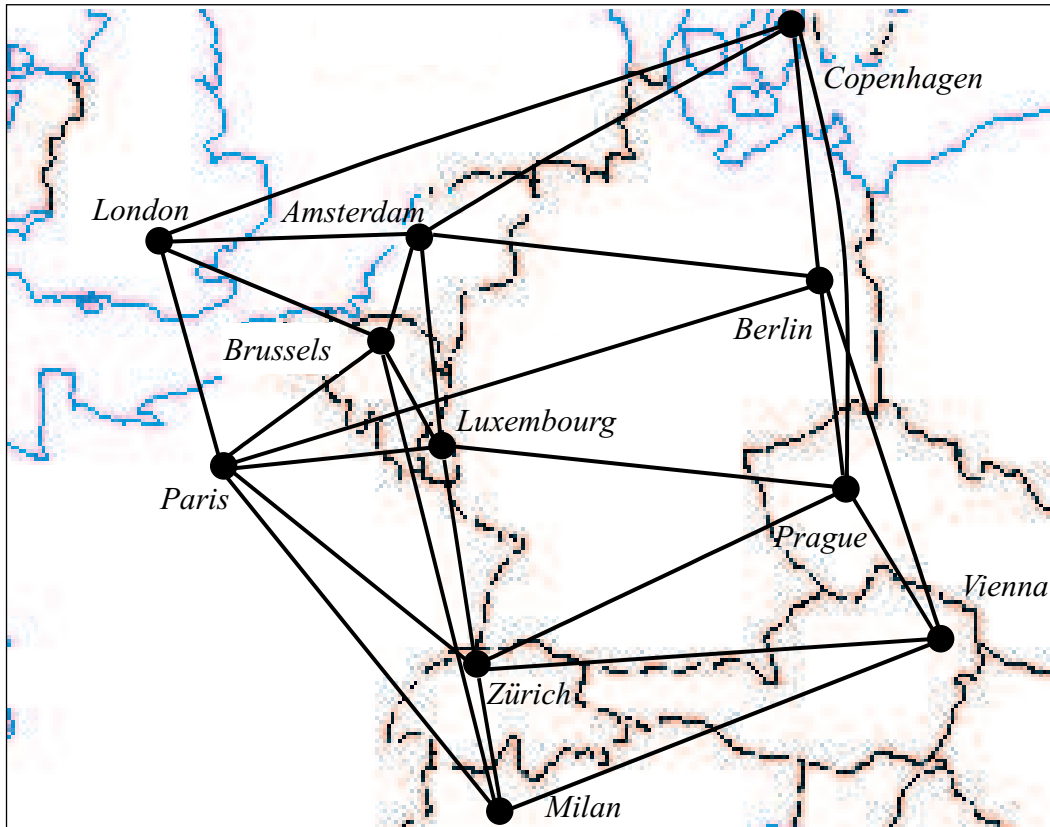 Copenhagen
London
Amsterdam
Berlin
Brussels
Luxembourg
Paris
Prague
Vienna
Zürich
Milan